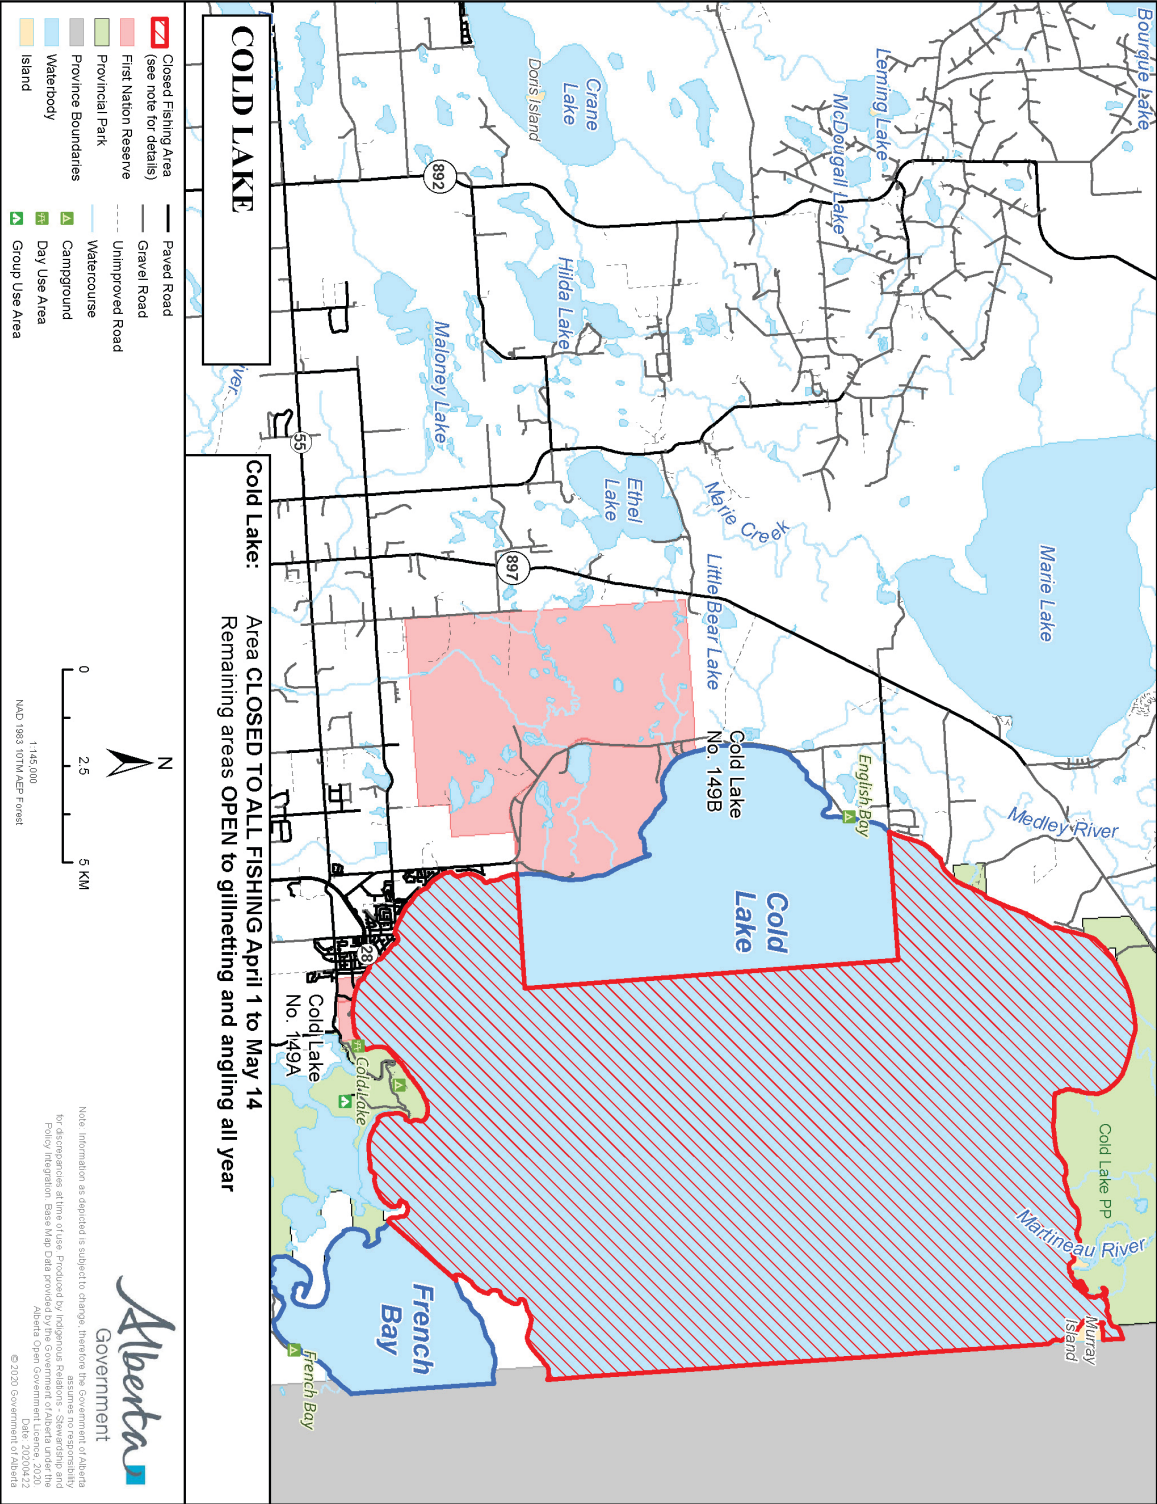 COLD LAKE
Cold Lake: Area CLOSED TO ALL FISHING April 1 to May 14
Remaining areas OPEN to gillnetting and angling all year
Bourque Lake
Leming Lake
McDougall Lake
Crane
Lake
Doris Island
892
Hilda Lake
Maloney Lake
55
Ethel
Lake
Marie Creek
Marie Lake
897
Little Bear Lake
Cold Lake
No. 149B
English Bay
Medley River
Cold
Lake
28
Cold Lake
No. 149A
Cold Lake
Cold Lake PP
Martineau River
Murray
Island
French
Bay
French Bay
Closed Fishing Area
(see note for details)
First Nation Reserve
Provincial Park
Province Boundaries
Waterbody
Island
Paved Road
Gravel Road
Unimproved Road
Watercourse
Campground
Day Use Area
Group Use Area
N
0 2.5 5 KM
1:145,000
NAD 1983 10TM AEP Forest
Alberta
Government
Note: Information as depicted is subject to change, therefore the Government of Alberta
assumes no responsibility
for discrepancies at time of use. Produced by Indigenous Relations - Stewardship and
Policy Integration. Base Map Data provided by the Government of Alberta under the
Alberta Open Government Licence, 2020.
Date: 20200422
© 2020 Government of Alberta